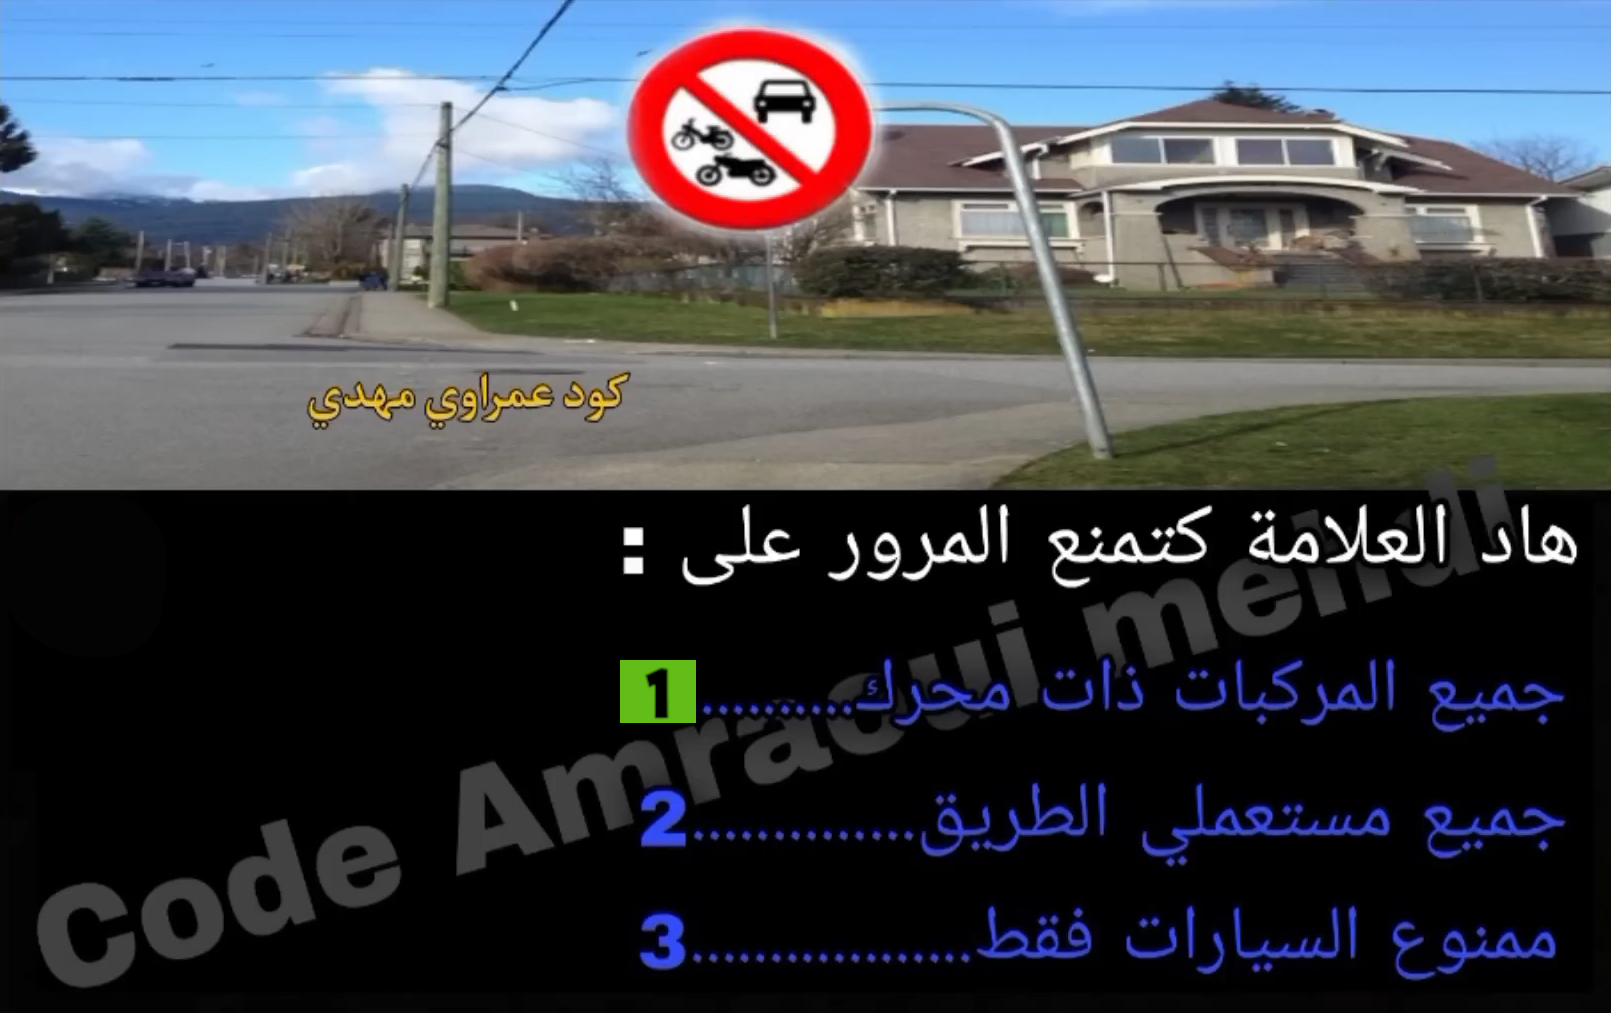 كود عمراوي مهدي
هاد العلامة كتمنع المرور على :
جميع المركبات ذات محرك..........1
جميع مستعملي الطريق..............2
ممنوع السيارات فقط..................3
Code Amraoui mehdi